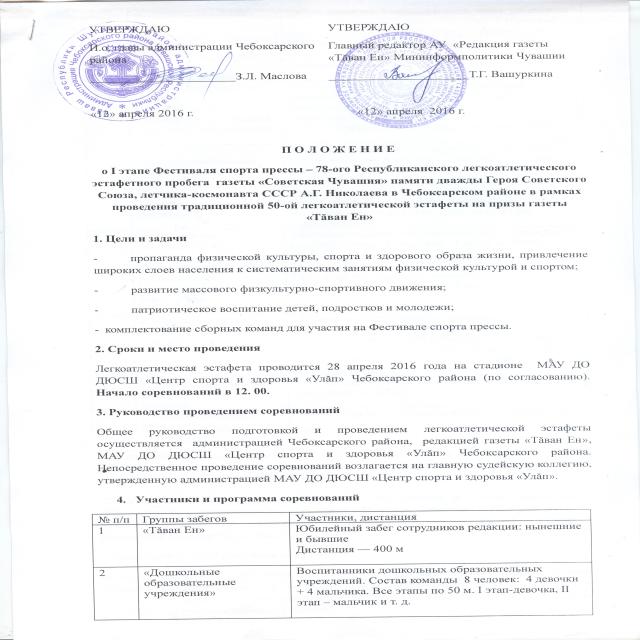 УТВЕРЖДАЮ
И.о. главы администрации Чебоксарского
района
З.Л. Маслова
«12» апреля 2016 г.
УТВЕРЖДАЮ
Главный редактор АУ «Редакция газеты
«Тăван Ен» Мининформполитики Чувашии
Т.Г. Вашуркина
«12» апреля 2016 г.
П О Л О Ж Е Н И Е
о I этапе Фестиваля спорта прессы – 78-ого Республиканского легкоатлетического
эстафетного пробега газеты «Советская Чувашия» памяти дважды Героя Советского
Союза, летчика-космонавта СССР А.Г. Николаева в Чебоксарском районе в рамках
проведения традиционной 50-ой легкоатлетической эстафеты на призы газеты
«Тăван Ен»
1. Цели и задачи
- пропаганда физической культуры, спорта и здорового образа жизни, привлечение
широких слоев населения к систематическим занятиям физической культурой и спортом;
- развитие массового физкультурно-спортивного движения;
- патриотическое воспитание детей, подростков и молодежи;
- комплектование сборных команд для участия на Фестивале спорта прессы.
2. Сроки и место проведения
Легкоатлетическая эстафета проводится 28 апреля 2016 года на стадионе МАУ ДО
ДЮСШ «Центр спорта и здоровья «Улăп» Чебоксарского района (по согласованию).
Начало соревнований в 12. 00.
3. Руководство проведением соревнований
Общее руководство подготовкой и проведением легкоатлетической эстафеты
осуществляется администрацией Чебоксарского района, редакцией газеты «Тăван Ен»,
МАУ ДО ДЮСШ «Центр спорта и здоровья «Улăп» Чебоксарского района.
Непосредственное проведение соревнований возлагается на главную судейскую коллегию,
утвержденную администрацией МАУ ДО ДЮСШ «Центр спорта и здоровья «Улăп».
4. Участники и программа соревнований
№ п/п Группы забегов Участники, дистанция
1 «Тăван Ен» Юбилейный забег сотрудников редакции: нынешние
и бывшие
Дистанция — 400 м
2 «Дошкольные Воспитанники дошкольных образовательных
образовательные учреждений. Состав команды 8 человек: 4 девочки
учреждения» + 4 мальчика. Все этапы по 50 м. I этап-девочка, II
этап – мальчик и т. д.